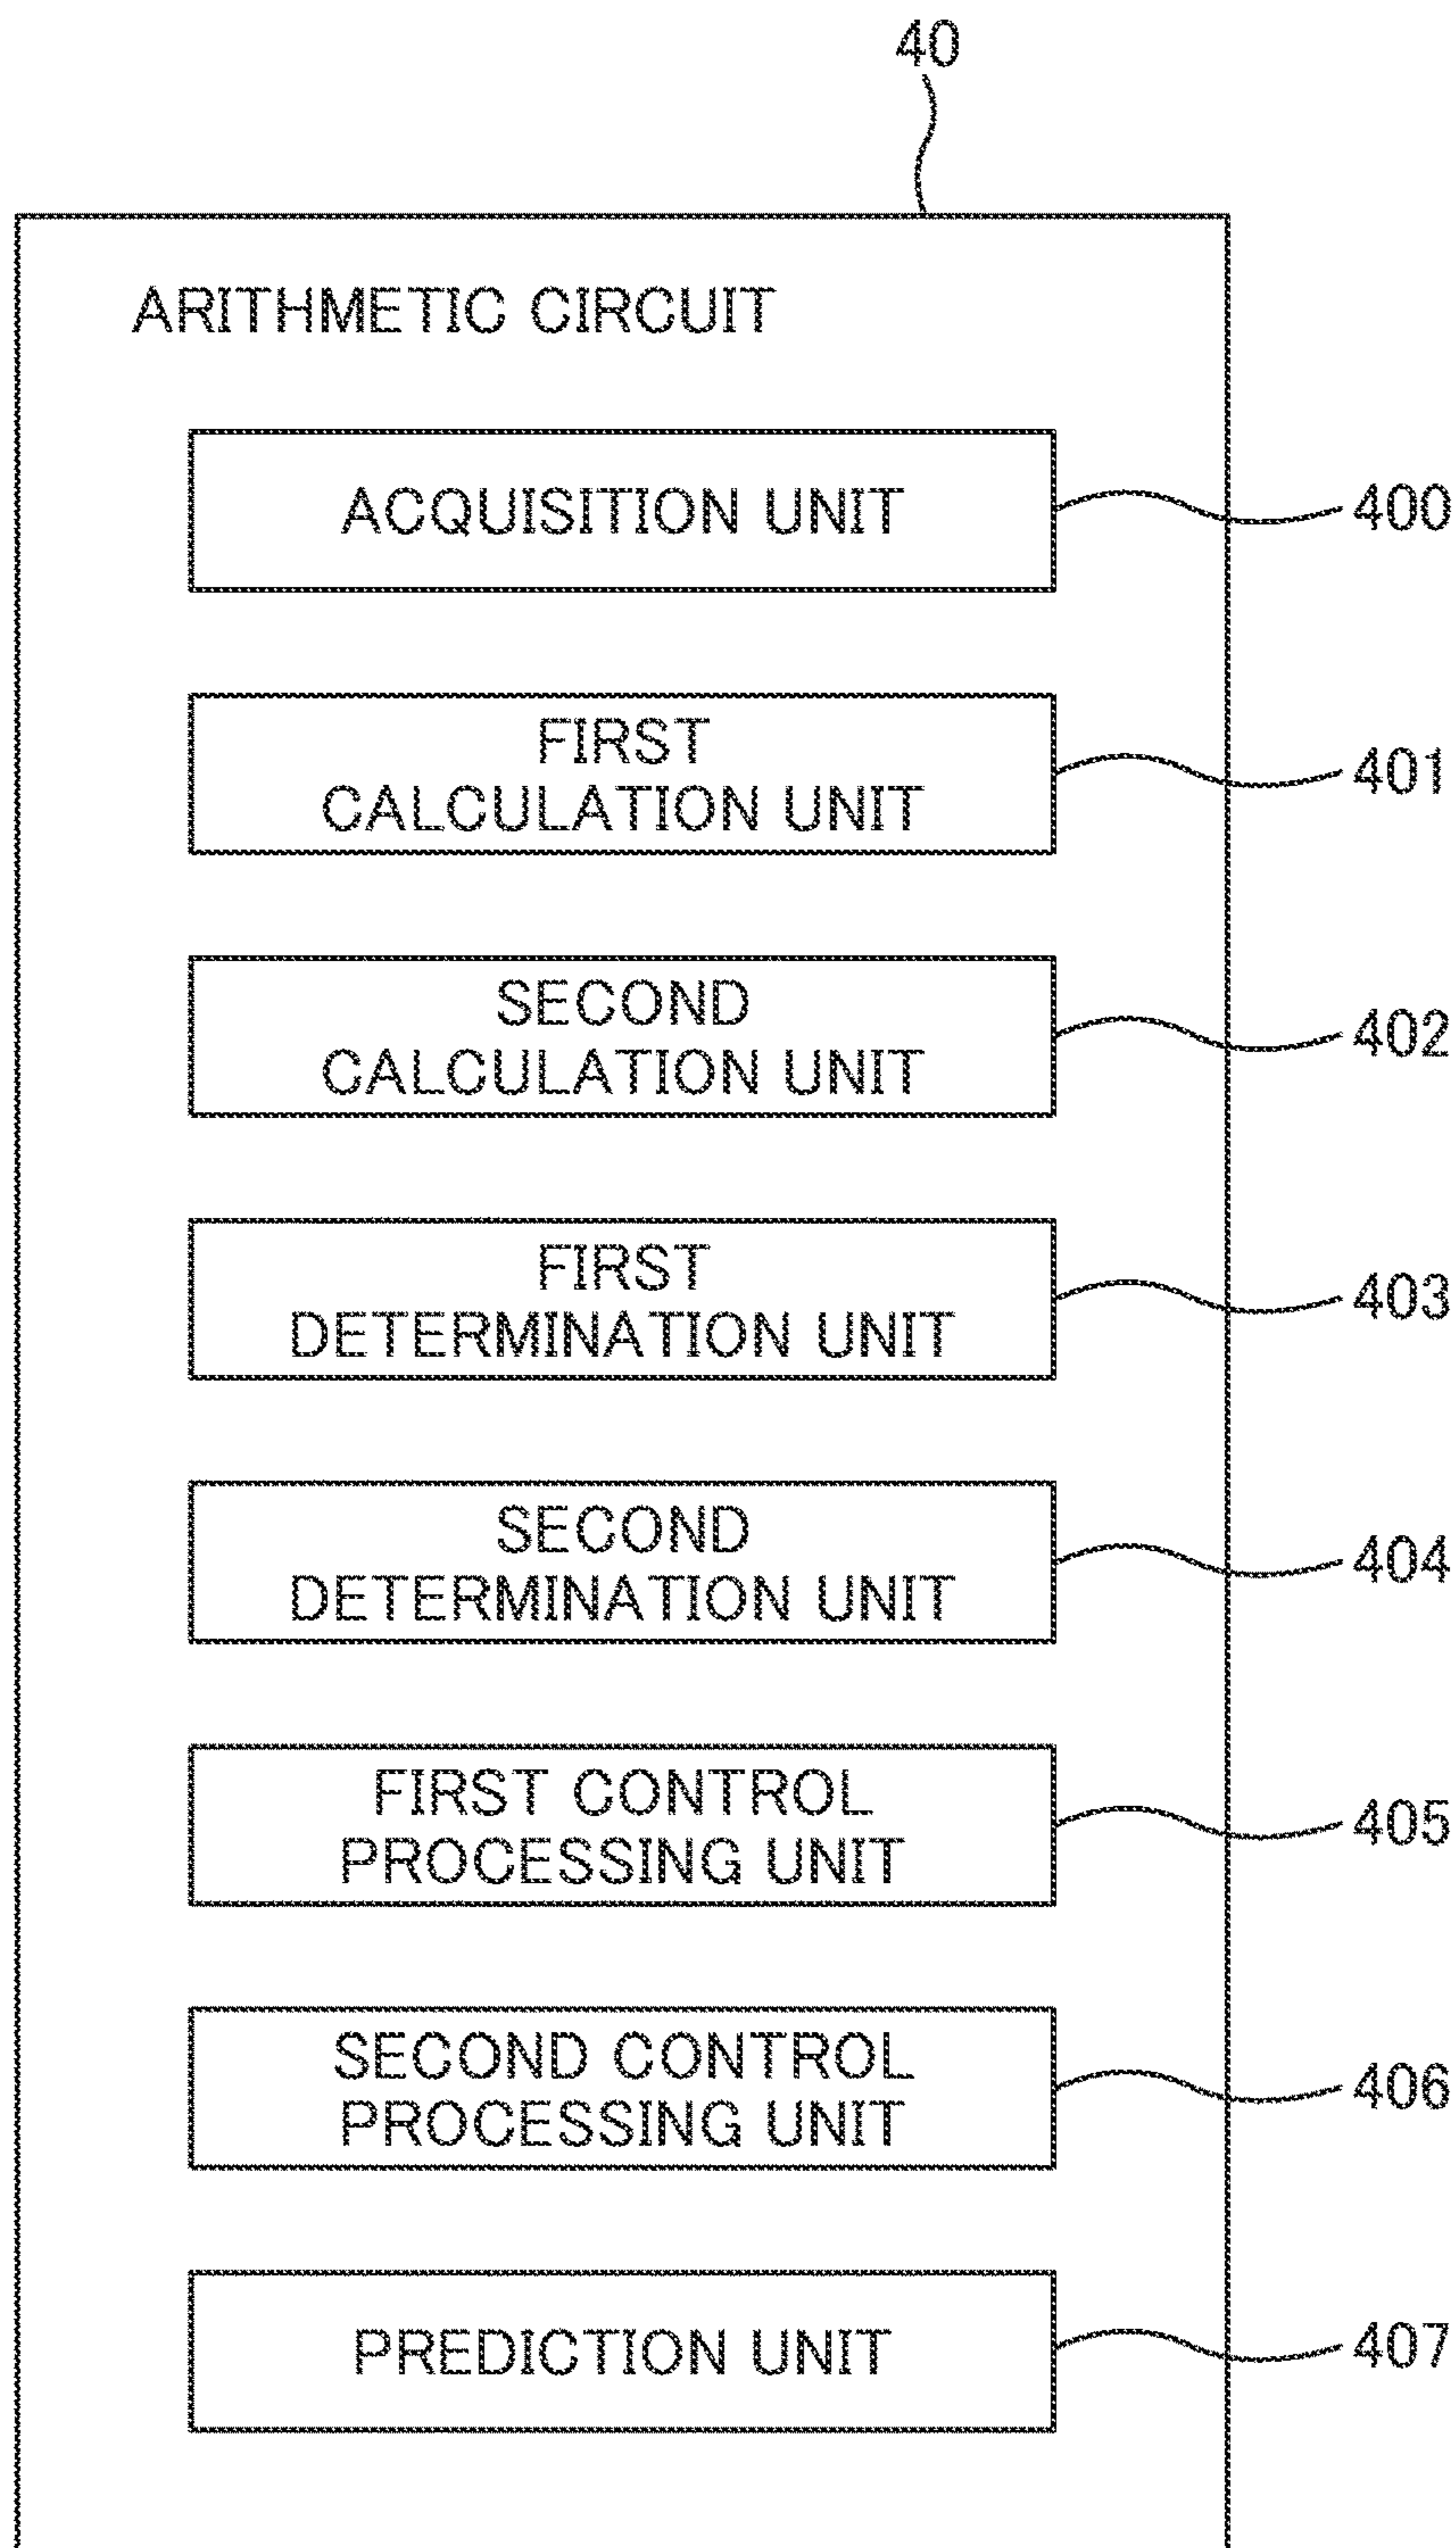 40
ARITHMETIC CIRCUIT
ACQUISITION UNIT
400
FIRST
CALCULATION UNIT
401
SECOND
CALCULATION UNIT
402
FIRST
DETERMINATION UNIT
403
SECOND
DETERMINATION UNIT
404
FIRST CONTROL
PROCESSING UNIT
405
SECOND CONTROL
PROCESSING UNIT
406
PREDICTION UNIT
407